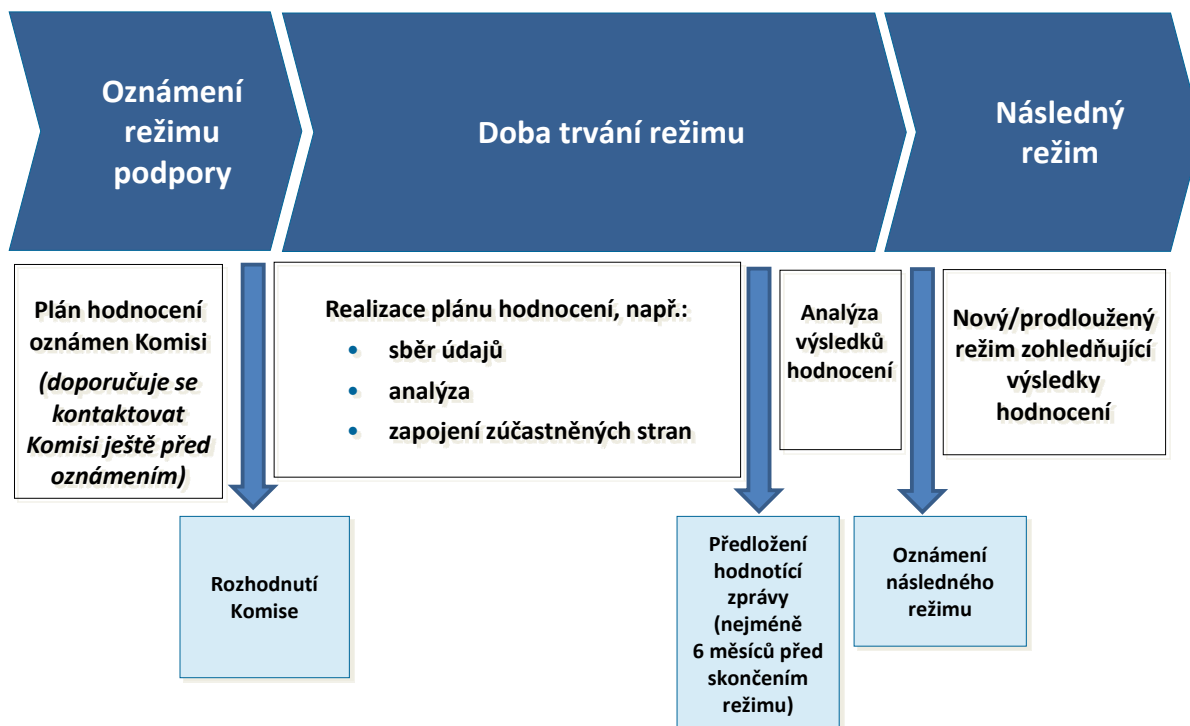 Oznámení
režimu
podpory
Doba trvání režimu
Následný
režim
Plán hodnocení
oznámen Komisi
(doporučuje se
kontaktovat
Komisi ještě před
oznámením)
Realizace plánu hodnocení, např.:
• sběr údajů
• analýza
• zapojení zúčastněných stran
Analýza
výsledků
hodnocení
Nový/prodloužený
režim zohledňující
výsledky
hodnocení
Rozhodnutí
Komise
Předložení
hodnotící
zprávy
(nejméně
6 měsíců před
skončením
režimu)
Oznámení
následného
režimu